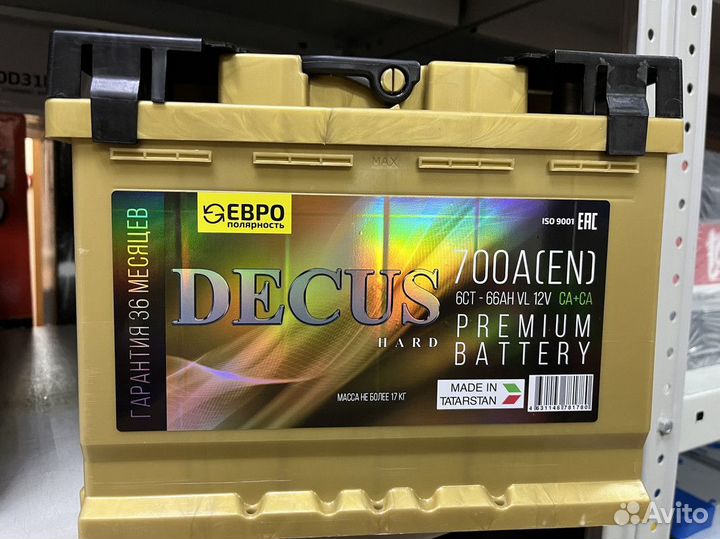 MAX
ЕВРО
полярность
ISO 9001 EAC
ГАРАНТИЯ 36 МЕСЯЦЕВ
DECUS
HARD
700A(EN)
6CT - 66AH VL 12V CA+CA
PREMIUM
BATTERY
МАССА НЕ БОЛЕЕ 17 КГ
MADE IN
TATARSTAN
4631146781780
Avito